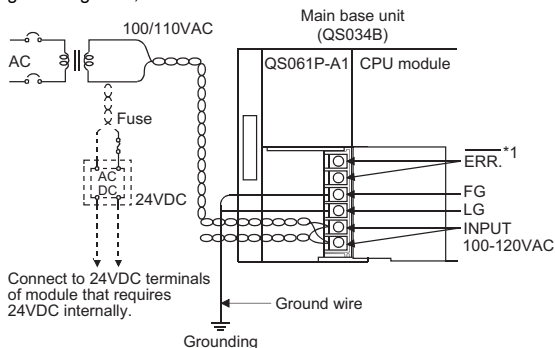 Main base unit
(QS034B)
100/110VAC
AC
QS061P-A1
CPU module
Fuse
AC
DC
24VDC
ERR. *1
FG
LG
INPUT
100-120VAC
Connect to 24VDC terminals
of module that requires
24VDC internally.
Ground wire
Grounding